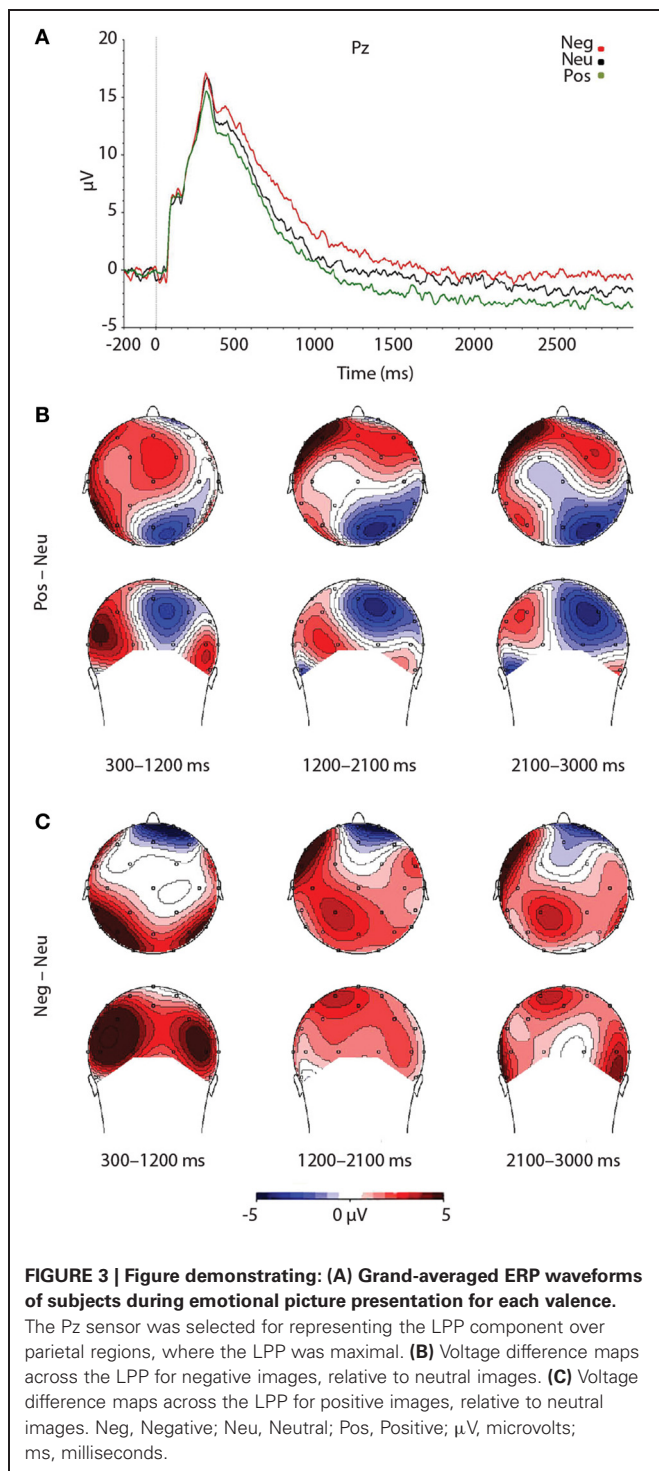 A
Pz
Neg
Neu
Pos
20
15
10
5
0
-5
µV
-200 0 500 1000 1500 2000 2500
Time (ms)
B
Pos – Neu
300–1200 ms 1200–2100 ms 2100–3000 ms
C
Neg – Neu
300–1200 ms 1200–2100 ms 2100–3000 ms
-5 0 µV 5
FIGURE 3 | Figure demonstrating: (A) Grand-averaged ERP waveforms
of subjects during emotional picture presentation for each valence.
The Pz sensor was selected for representing the LPP component over
parietal regions, where the LPP was maximal. (B) Voltage difference maps
across the LPP for negative images, relative to neutral images. (C) Voltage
difference maps across the LPP for positive images, relative to neutral
images. Neg, Negative; Neu, Neutral; Pos, Positive; µV, microvolts;
ms, milliseconds.